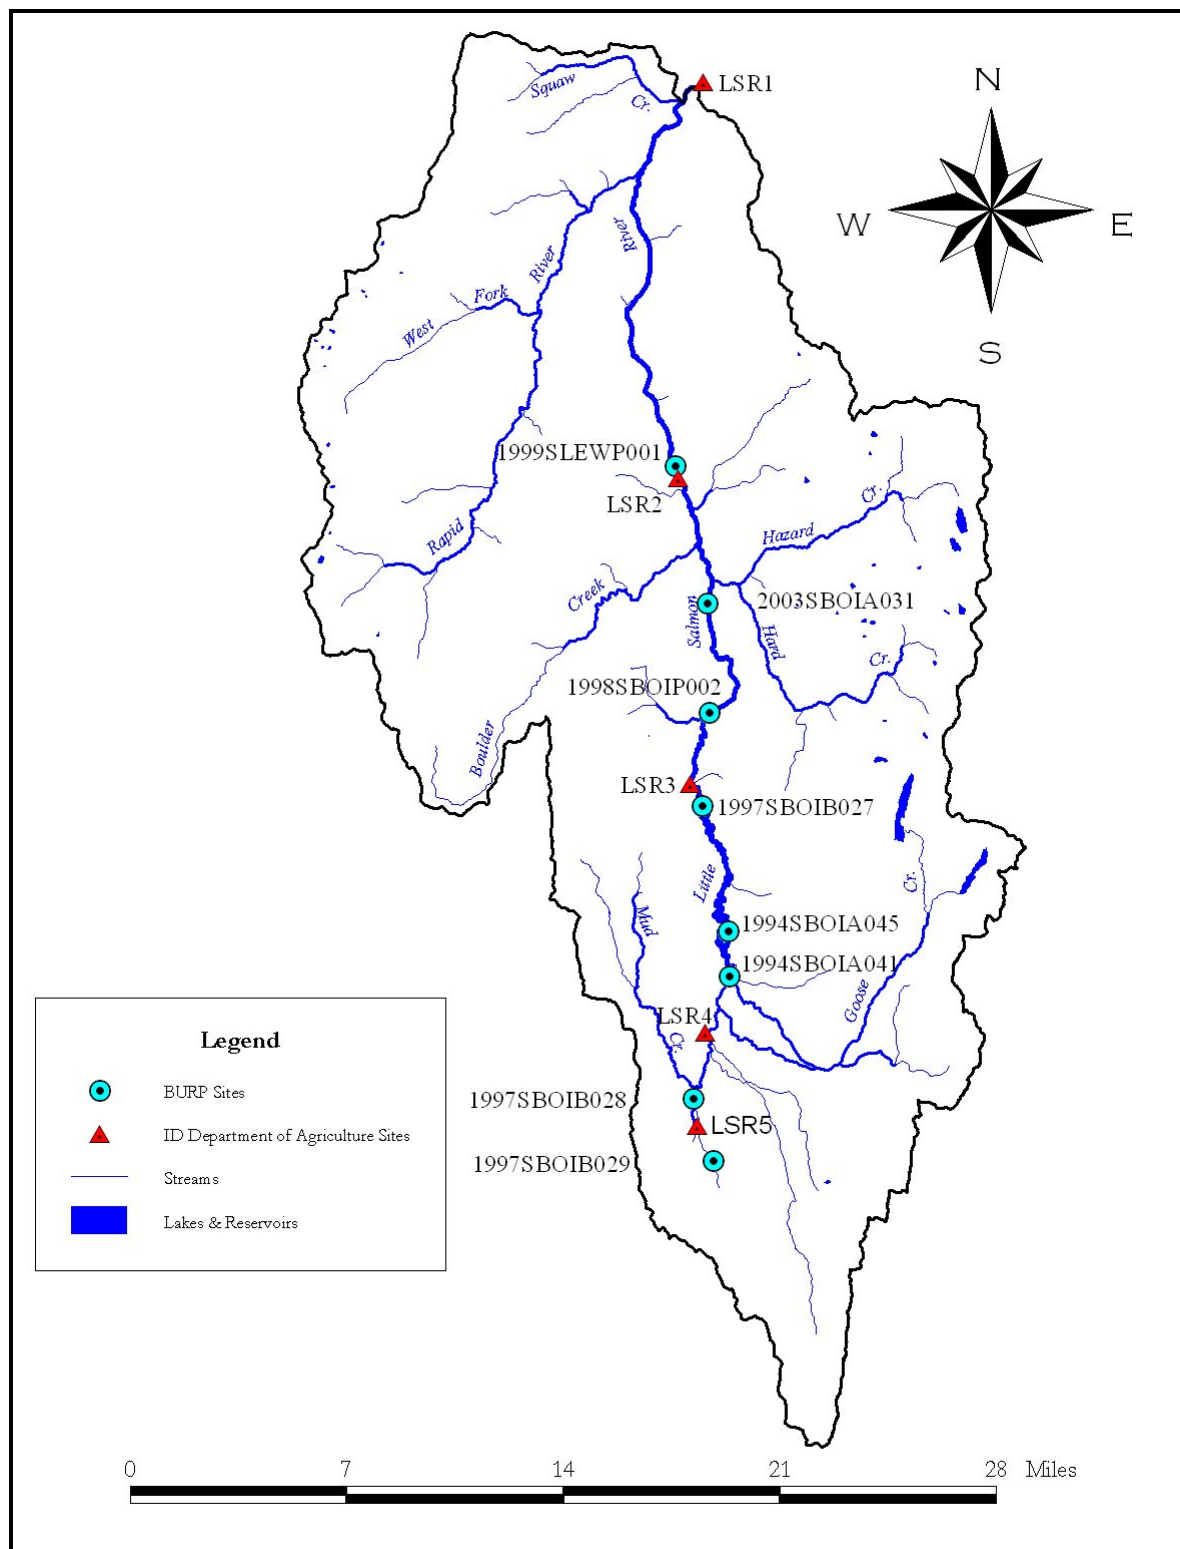 N
Squaw
Cr.
LSR1
W
E
River
River
Fork
West
S
1999SLEWP001
LSR2
Cr.
Hazard
Rapid
Creek
2003SBOIA031
Salmon
Hard
Cr.
1998SBOIP002
Boulder
LSR3
1997SBOIB027
Little
Cr.
Mud
1994SBOIA045
1994SBOIA041
Goose
LSR4
Cr.
Legend
BURP Sites
ID Department of Agriculture Sites
Streams
Lakes & Reservoirs
1997SBOIB028
LSR5
1997SBOIB029
0 7 14 21 28 Miles